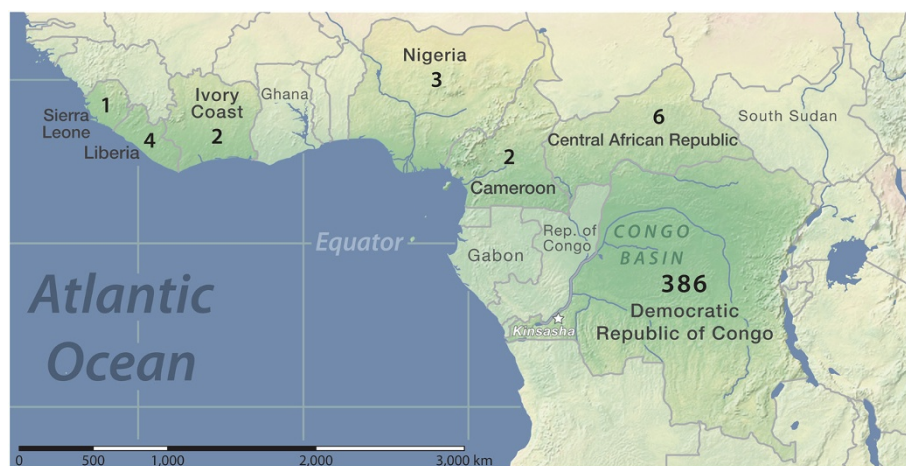 Nigeria
3
Ivory
Coast
2
Ghana
1
Sierra
Leone
4
Liberia
6
Central African Republic
South Sudan
2
Cameroon
Equator
Gabon
Rep. of
Congo
CONGO
BASIN
386
Democratic
Republic of Congo
Kinsasha
Atlantic
Ocean
0
500
1,000
2,000
3,000 km